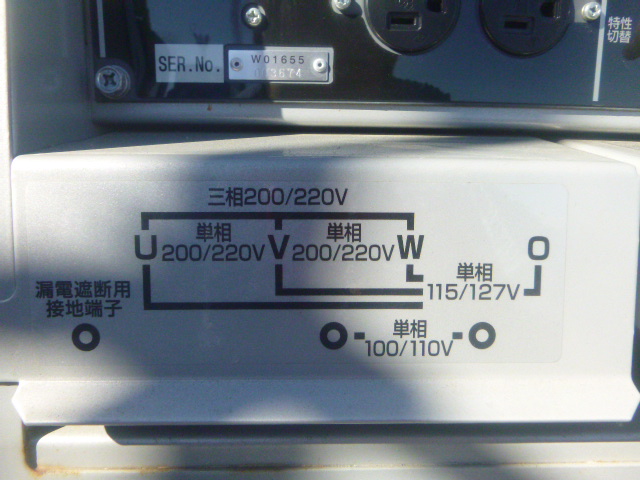 特性
切替
SER.No.
W01655
三相200/220V
U
単相
200/220V
V
単相
200/220V
W
O
単相
115/127V
漏電遮断用
接地端子
単相
100/110V